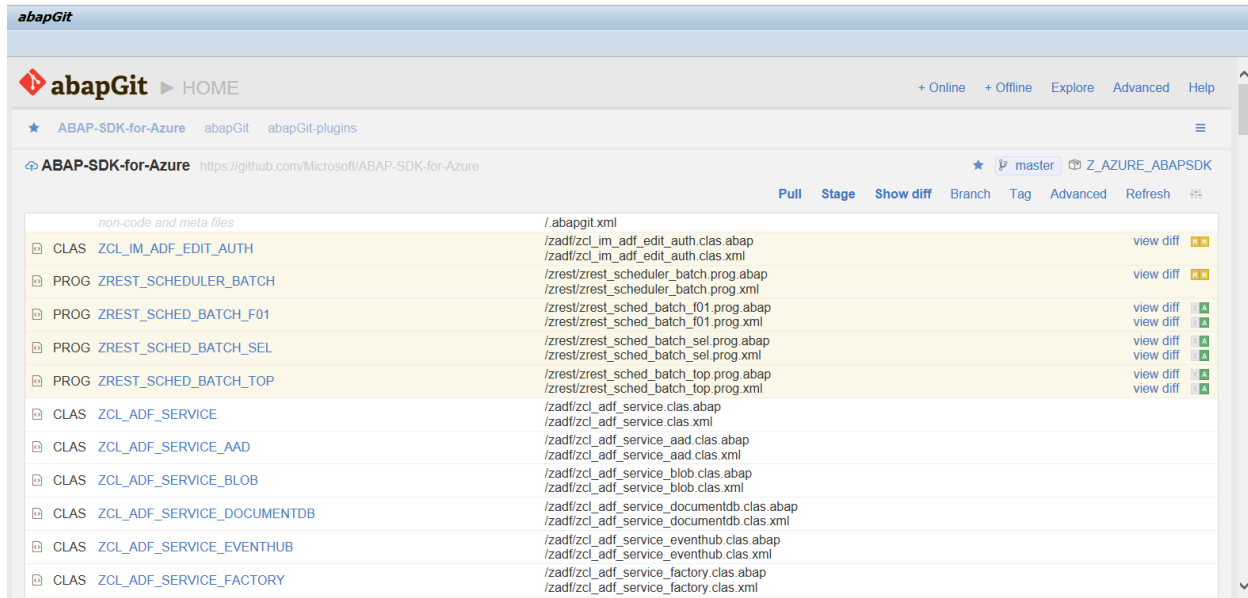 abapGit
abapGit ► HOME
+ Online + Offline Explore Advanced Help
★ ABAP-SDK-for-Azure abapGit abapGit-plugins
ABAP-SDK-for-Azure https://github.com/Microsoft/ABAP-SDK-for-Azure ★ master Z_AZURE_ABAPSDK
Pull Stage Show diff Branch Tag Advanced Refresh
non-code and meta files /.abapgit.xml
CLAS ZCL_IM_ADF_EDIT_AUTH /zadf/zcl_im_adf_edit_auth.clas.abap view diff M M
/zadf/zcl_im_adf_edit_auth.clas.xml
PROG ZREST_SCHEDULER_BATCH /zrest/zrest_scheduler_batch.prog.abap view diff M M
/zrest/zrest_scheduler_batch.prog.xml
PROG ZREST_SCHED_BATCH_F01 /zrest/zrest_sched_batch_f01.prog.abap view diff A
/zrest/zrest_sched_batch_f01.prog.xml view diff A
PROG ZREST_SCHED_BATCH_SEL /zrest/zrest_sched_batch_sel.prog.abap view diff A
/zrest/zrest_sched_batch_sel.prog.xml view diff A
PROG ZREST_SCHED_BATCH_TOP /zrest/zrest_sched_batch_top.prog.abap view diff A
/zrest/zrest_sched_batch_top.prog.xml view diff A
CLAS ZCL_ADF_SERVICE /zadf/zcl_adf_service.clas.abap
/zadf/zcl_adf_service.clas.xml
CLAS ZCL_ADF_SERVICE_AAD /zadf/zcl_adf_service_aad.clas.abap
/zadf/zcl_adf_service_aad.clas.xml
CLAS ZCL_ADF_SERVICE_BLOB /zadf/zcl_adf_service_blob.clas.abap
/zadf/zcl_adf_service_blob.clas.xml
CLAS ZCL_ADF_SERVICE_DOCUMENTDB /zadf/zcl_adf_service_documentdb.clas.abap
/zadf/zcl_adf_service_documentdb.clas.xml
CLAS ZCL_ADF_SERVICE_EVENTHUB /zadf/zcl_adf_service_eventhub.clas.abap
/zadf/zcl_adf_service_eventhub.clas.xml
CLAS ZCL_ADF_SERVICE_FACTORY /zadf/zcl_adf_service_factory.clas.abap
/zadf/zcl_adf_service_factory.clas.xml